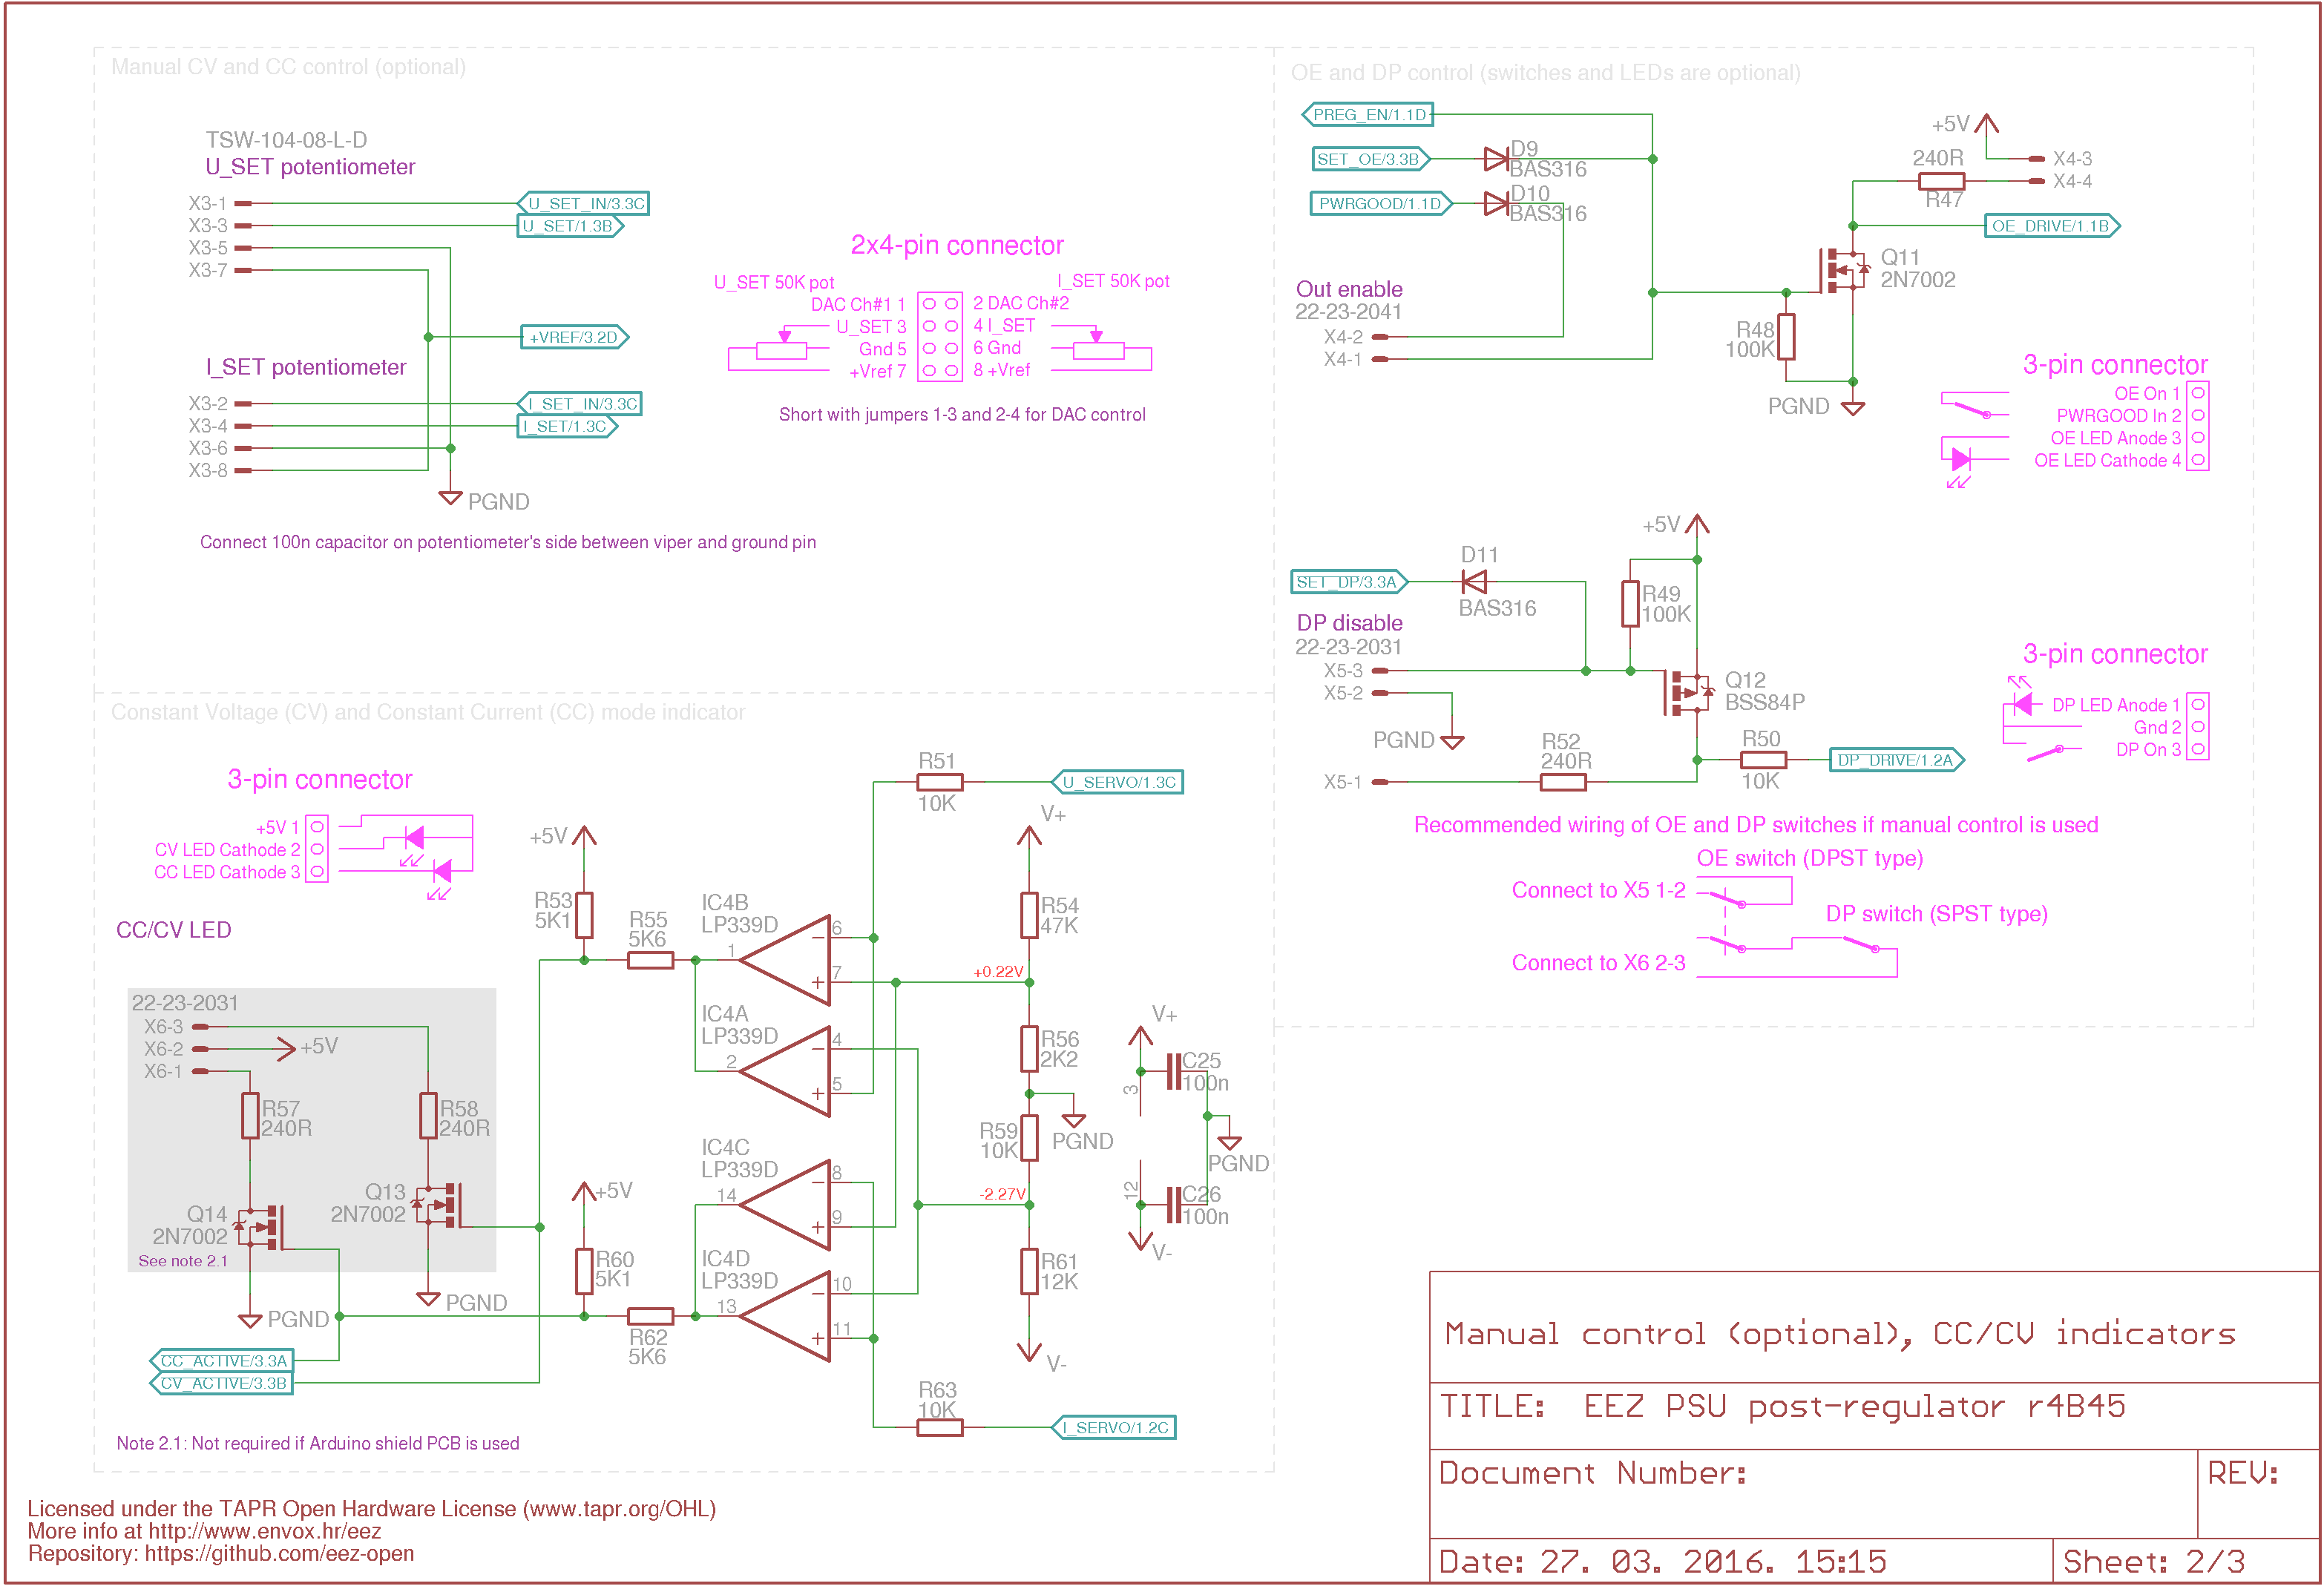 Manual CV and CC control (optional)
TSW-104-08-L-D
U_SET potentiometer
X3-1
U_SET_IN/3.3C
X3-3
U_SET/1.3B
X3-5
X3-7
+VREF/3.2D
I_SET potentiometer
X3-2
I_SET_IN/3.3C
X3-4
I_SET/1.3C
X3-6
X3-8
PGND
Connect 100n capacitor on potentiometer's side between viper and ground pin
2x4-pin connector
U_SET 50K pot
I_SET 50K pot
DAC Ch#1 1
2 DAC Ch#2
U_SET 3
4 I_SET
Gnd 5
6 Gnd
+Vref 7
8 +Vref
Short with jumpers 1-3 and 2-4 for DAC control
OE and DP control (switches and LEDs are optional)
PREG_EN/1.1D
SET_OE/3.3B
D9
BAS316
PWRGOOD/1.1D
D10
BAS316
Out enable
22-23-2041
X4-2
X4-1
+5V
240R
R47
X4-3
X4-4
OE_DRIVE/1.1B
Q11
2N7002
R48
100K
PGND
3-pin connector
OE On 1
PWRGOOD In 2
OE LED Anode 3
OE LED Cathode 4
+5V
D11
SET_DP/3.3A
BAS316
R49
100K
DP disable
22-23-2031
X5-3
X5-2
Q12
BSS84P
PGND
R52
240R
R50
10K
X5-1
DP_DRIVE/1.2A
3-pin connector
DP LED Anode 1
Gnd 2
DP On 3
Recommended wiring of OE and DP switches if manual control is used
OE switch (DPST type)
Connect to X5 1-2
DP switch (SPST type)
Connect to X6 2-3
Constant Voltage (CV) and Constant Current (CC) mode indicator
3-pin connector
+5V 1
CV LED Cathode 2
CC LED Cathode 3
CC/CV LED
22-23-2031
X6-3
X6-2
+5V
X6-1
R57
240R
R58
240R
Q13
2N7002
Q14
2N7002
See note 2.1
PGND
PGND
CC_ACTIVE/3.3A
CV_ACTIVE/3.3B
+5V
R53
5K1
R55
5K6
IC4B
LP339D
1
6
7
IC4A
LP339D
2
4
5
IC4C
LP339D
14
8
9
IC4D
LP339D
13
10
11
+5V
R60
5K1
R62
5K6
R51
10K
U_SERVO/1.3C
V+
R54
47K
+0.22V
R56
2K2
PGND
R59
10K
-2.27V
R61
12K
V-
R63
10K
I_SERVO/1.2C
V+
C25
100n
3
PGND
12
C26
100n
V-
Note 2.1: Not required if Arduino shield PCB is used
Licensed under the TAPR Open Hardware License (www.tapr.org/OHL)
More info at http://www.envox.hr/eez
Repository: https://github.com/eez-open
Manual control (optional), CC/CV indicators
TITLE: EEZ PSU post-regulator r4B45
Document Number:
REV:
Date: 27. 03. 2016. 15:15
Sheet: 2/3